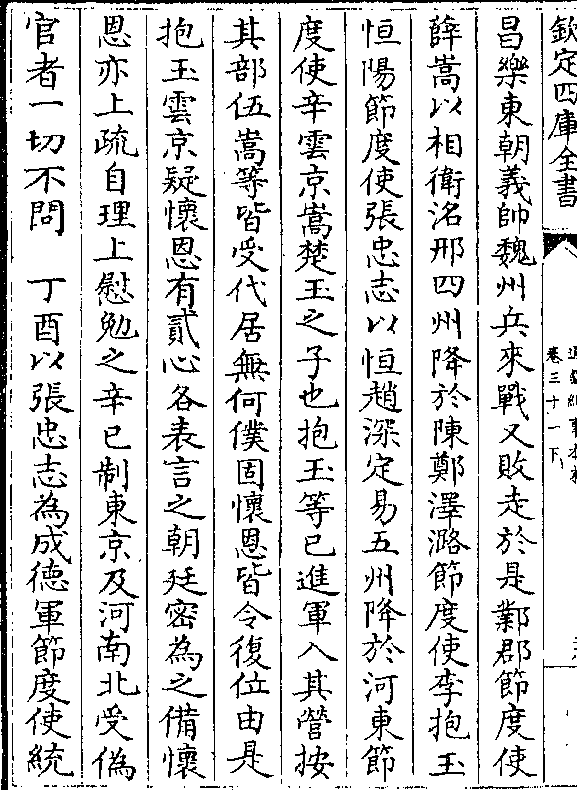 欽定四庫全書
卷三十一下
昌樂東朝義帥魏州兵來戰又敗走於是鄴郡節度使
薛嵩以相衛洺邢四州降於陳鄭澤潞節度使李抱玉
恒陽節度使張忠志以恒趙深定易五州降於河東節
度使辛雲京嵩楚玉之子也抱玉等已進軍入其營按
其部伍嵩等皆受代居無何僕固懷恩皆令復位由是
抱玉雲京疑懷恩有貳心各表言之朝廷密為之備懷
恩亦上疏自理上慰勉之辛巳制東京及河南北受偽
官者一切不問　丁酉以張忠志為成德軍節度使統